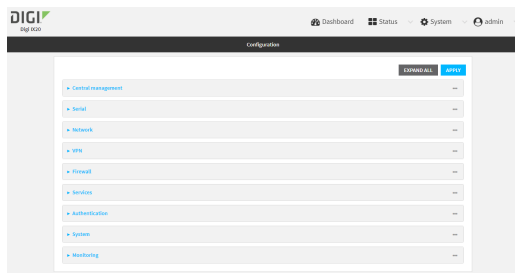 DIGI
Digi IX20
Dashboard Status System admin
Configuration
EXPAND ALL APPLY
Central management
Serial
Network
VPN
Firewall
Services
Authentication
System
Monitoring